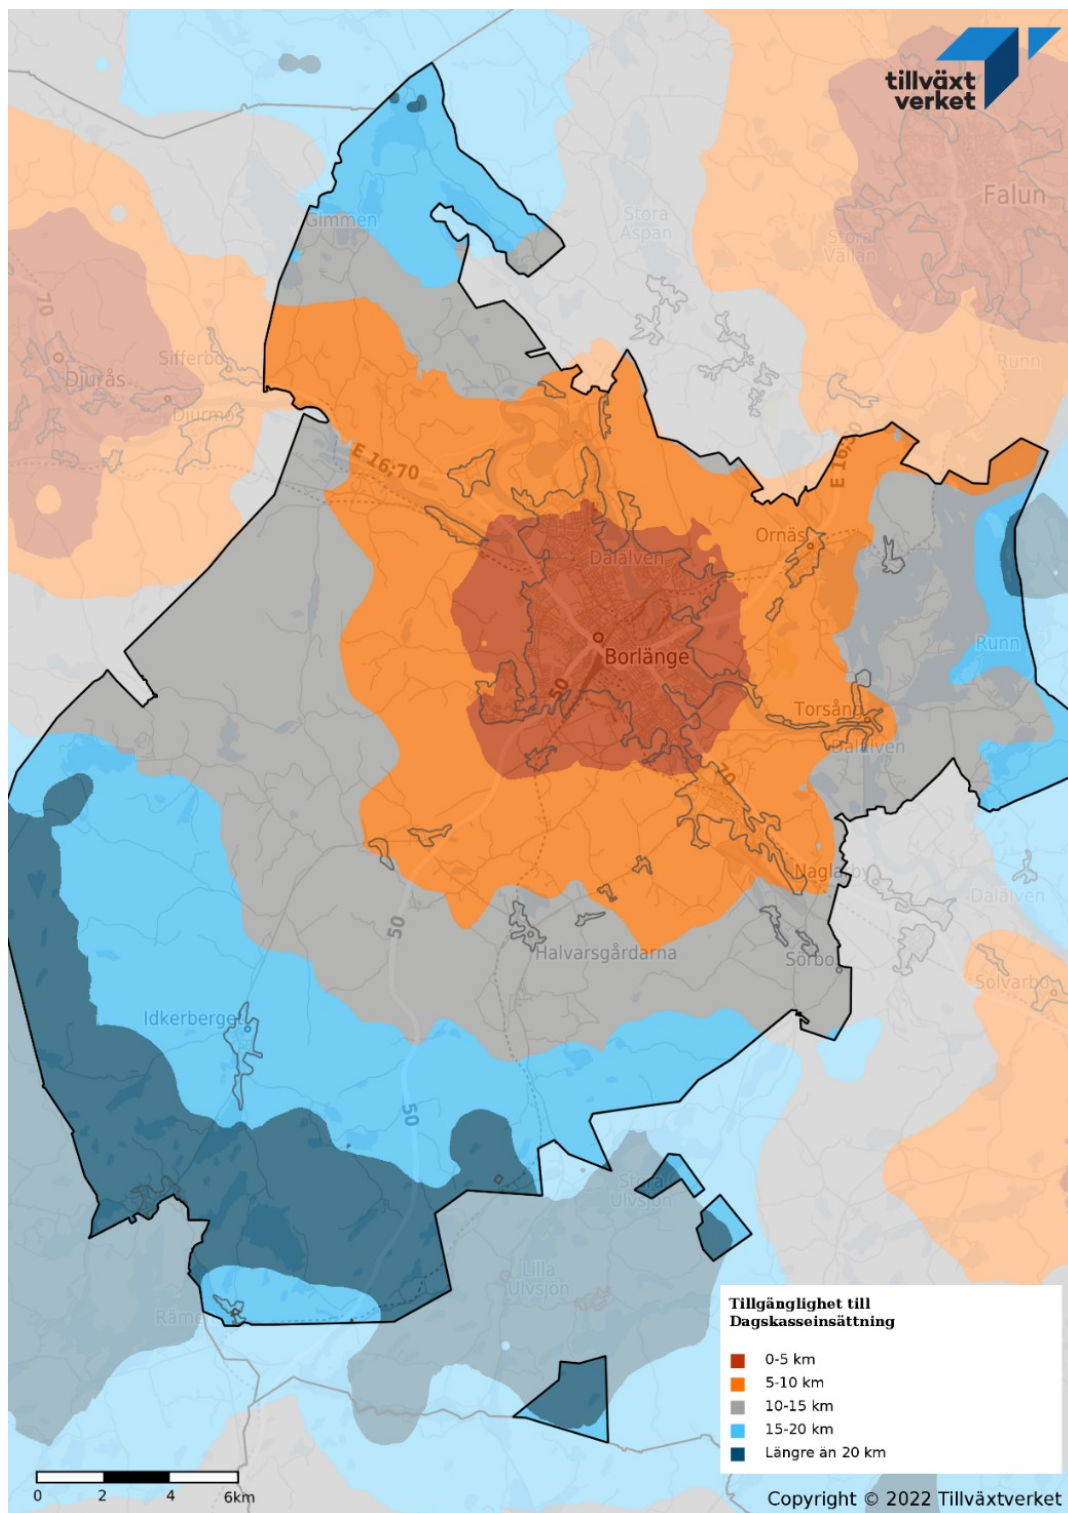 tillväxt
verket
Falun
Gimmen
Stora
Aspan
Stora
Vällan
70
Sifferbo
Djurås
Djurmo
Runn
E 16;70
E 16;50
Ornäs
Dalälven
Borlänge
50
Runn
Torsång
Dalälven
70
Naglarby
Dalälven
50
Halvarsgårdarna
Sörbo
Solvarbo
Idkerberget
50
Stora
Ulvsjön
Lilla
Ulvsjön
Rämen
Tillgänglighet till
Dagskasseinsättning
0-5 km
5-10 km
10-15 km
15-20 km
Längre än 20 km
0 2 4 6km
Copyright © 2022 Tillväxtverket